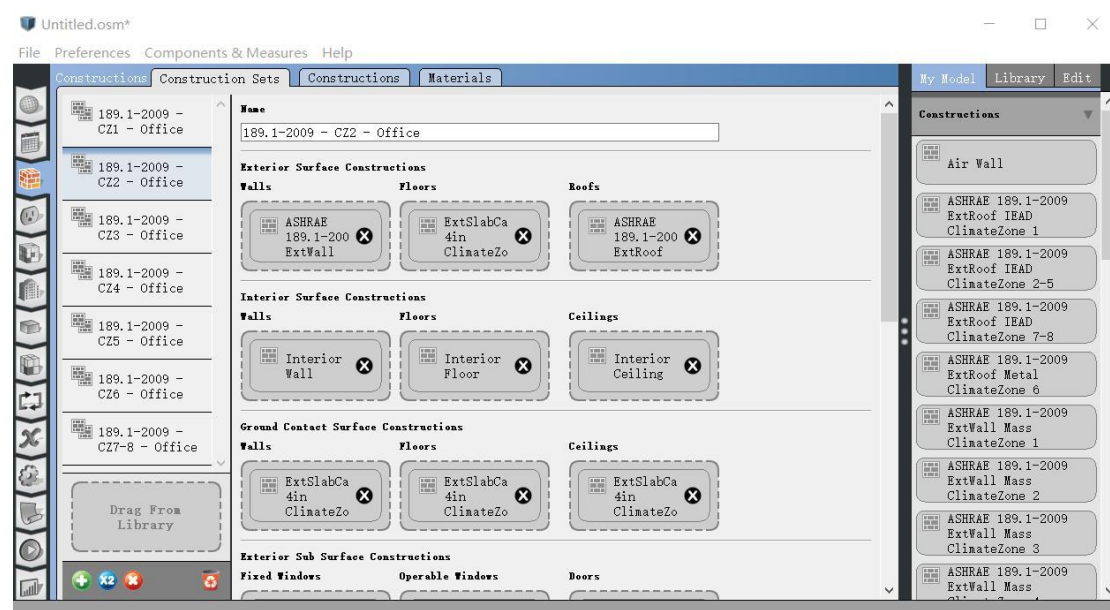 Untitled.osm*
File Preferences Components & Measures Help
Constructions Construction Sets Constructions Materials
My Model Library Edit
189.1-2009 -
CZ1 - Office
189.1-2009 -
CZ2 - Office
189.1-2009 -
CZ3 - Office
189.1-2009 -
CZ4 - Office
189.1-2009 -
CZ5 - Office
189.1-2009 -
CZ6 - Office
189.1-2009 -
CZ7-8 - Office
Drag From
Library
x2
Name
189.1-2009 - CZ2 - Office
Exterior Surface Constructions
Walls Floors Roofs
ASHRAE
189.1-200
ExtWall
ExtSlabCa
4in
ClimateZo
ASHRAE
189.1-200
ExtRoof
Interior Surface Constructions
Walls Floors Ceilings
Interior
Wall
Interior
Floor
Interior
Ceiling
Ground Contact Surface Constructions
Walls Floors Ceilings
ExtSlabCa
4in
ClimateZo
ExtSlabCa
4in
ClimateZo
ExtSlabCa
4in
ClimateZo
Exterior Sub Surface Constructions
Fixed Windows Operable Windows Doors
Constructions
Air Wall
ASHRAE 189.1-2009
ExtRoof IEAD
ClimateZone 1
ASHRAE 189.1-2009
ExtRoof IEAD
ClimateZone 2-5
ASHRAE 189.1-2009
ExtRoof IEAD
ClimateZone 7-8
ASHRAE 189.1-2009
ExtRoof Metal
ClimateZone 6
ASHRAE 189.1-2009
ExtWall Mass
ClimateZone 1
ASHRAE 189.1-2009
ExtWall Mass
ClimateZone 2
ASHRAE 189.1-2009
ExtWall Mass
ClimateZone 3
ASHRAE 189.1-2009
ExtWall Mass